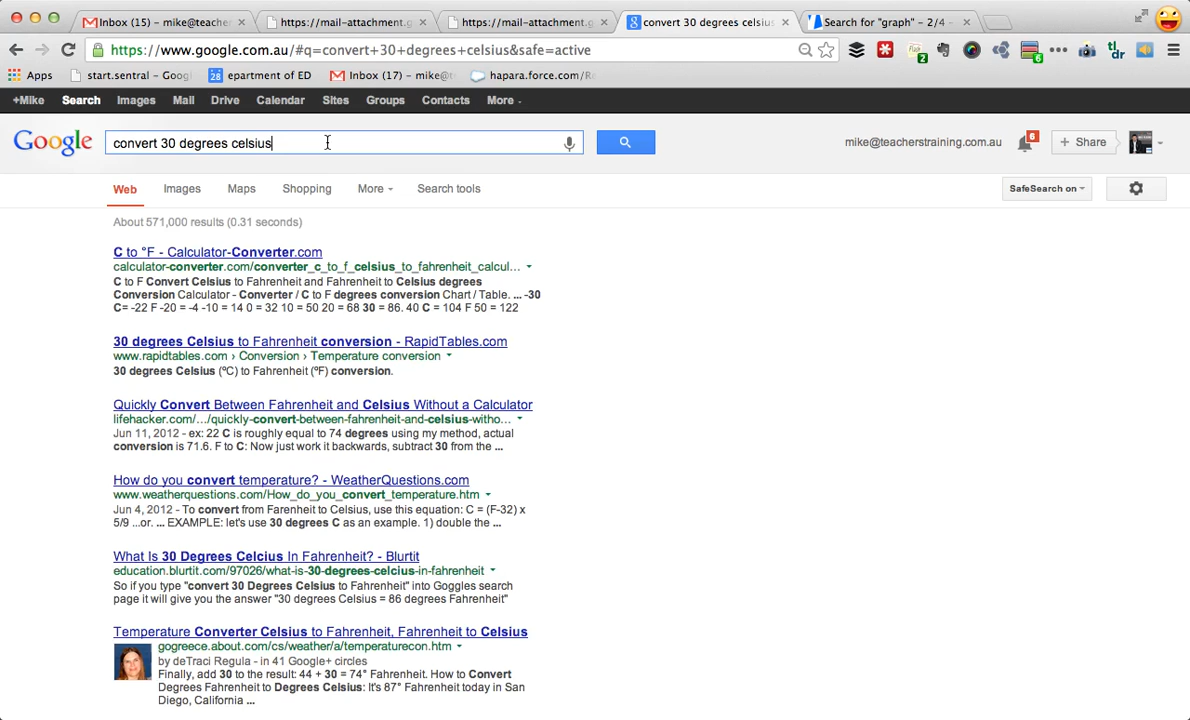 Inbox (15) - mike@teacher
https://mail-attachment.g
https://mail-attachment.g
convert 30 degrees celsius
Search for "graph" - 2/4 -
https://www.google.com.au/#q=convert+30+degrees+celsius&safe=active
2
6
tl;dr
Apps
start.sentral - Googl
28
epartment of ED
Inbox (17) - mike@t
hapara.force.com/R
+Mike Search Images Mail Drive Calendar Sites Groups Contacts More
Google
convert 30 degrees celsius
mike@teacherstraining.com.au
6
+ Share
Web Images Maps Shopping More Search tools
SafeSearch on
About 571,000 results (0.31 seconds)
C to °F - Calculator-Converter.com
calculator-converter.com/converter_c_to_f_celsius_to_fahrenheit_calcul...
C to F Convert Celsius to Fahrenheit and Fahrenheit to Celsius degrees
Conversion Calculator - Converter / C to F degrees conversion Chart / Table. ... -30
C= -22 F -20 = -4 -10 = 14 0 = 32 10 = 50 20 = 68 30 = 86. 40 C = 104 F 50 = 122
30 degrees Celsius to Fahrenheit conversion - RapidTables.com
www.rapidtables.com › Conversion › Temperature conversion
30 degrees Celsius (ºC) to Fahrenheit (ºF) conversion.
Quickly Convert Between Fahrenheit and Celsius Without a Calculator
lifehacker.com/.../quickly-convert-between-fahrenheit-and-celsius-witho...
Jun 11, 2012 - ex: 22 C is roughly equal to 74 degrees using my method, actual
conversion is 71.6. F to C: Now just work it backwards, subtract 30 from the ...
How do you convert temperature? - WeatherQuestions.com
www.weatherquestions.com/How_do_you_convert_temperature.htm
Jun 4, 2012 - To convert from Fahrenheit to Celsius, use this equation: C = (F-32) x
5/9 ...or. ... EXAMPLE: let's use 30 degrees C as an example. 1) double the ...
What Is 30 Degrees Celcius In Fahrenheit? - Blurtit
education.blurtit.com/97026/what-is-30-degrees-celcius-in-fahrenheit
So if you type "convert 30 Degrees Celsius to Fahrenheit" into Goggles search
page it will give you the answer "30 degrees Celsius = 86 degrees Fahrenheit"
Temperature Converter Celsius to Fahrenheit, Fahrenheit to Celsius
gogreece.about.com/cs/weather/a/temperaturecon.htm
by deTraci Regula - in 41 Google+ circles
Finally, add 30 to the result: 44 + 30 = 74° Fahrenheit. How to Convert
Degrees Fahrenheit to Degrees Celsius: It's 87° Fahrenheit today in San
Diego, California ...